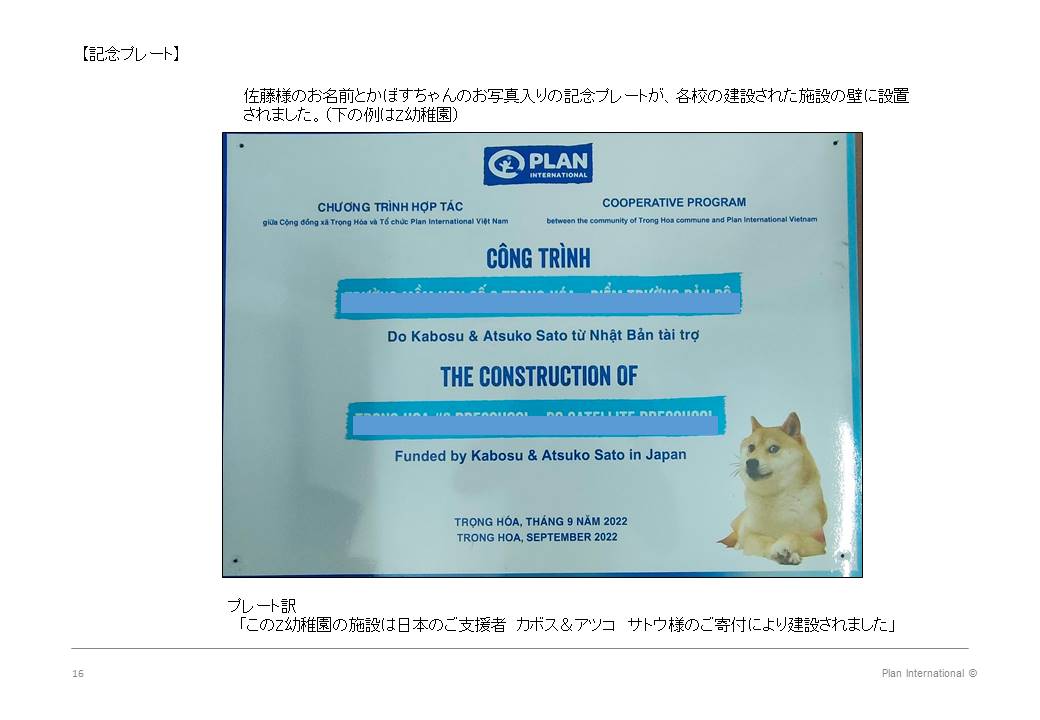 【記念プレート】
佐藤様のお名前とかぼすちゃんのお写真入りの記念プレートが、各校の建設された施設の壁に設置
されました。（下の例はZ幼稚園）
PLAN
INTERNATIONAL
CHƯƠNG TRÌNH HỢP TÁC
giữa Cộng đồng xã Trọng Hóa và Tổ chức Plan International Việt Nam
COOPERATIVE PROGRAM
between the community of Trong Hoa commune and Plan International Vietnam
CÔNG TRÌNH
Do Kabosu & Atsuko Sato từ Nhật Bản tài trợ
THE CONSTRUCTION OF
Funded by Kabosu & Atsuko Sato in Japan
TRỌNG HÓA, THÁNG 9 NĂM 2022
TRONG HOA, SEPTEMBER 2022
プレート訳
「このZ幼稚園の施設は日本のご支援者 カボス＆アツコ サトウ様のご寄付により建設されました」
16
Plan International ©